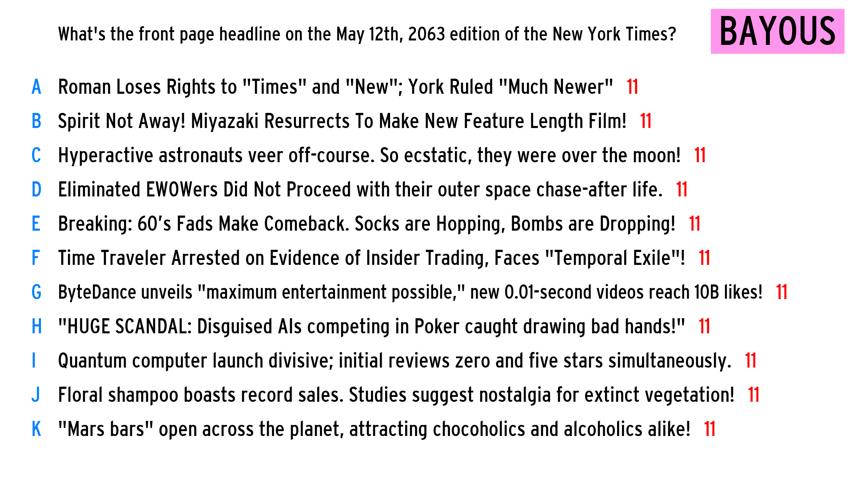 What's the front page headline on the May 12th, 2063 edition of the New York Times?
BAYOUS
A Roman Loses Rights to "Times" and "New"; York Ruled "Much Newer" 11
B Spirit Not Away! Miyazaki Resurrects To Make New Feature Length Film! 11
C Hyperactive astronauts veer off-course. So ecstatic, they were over the moon! 11
D Eliminated EWOWers Did Not Proceed with their outer space chase-after life. 11
E Breaking: 60's Fads Make Comeback. Socks are Hopping, Bombs are Dropping! 11
F Time Traveler Arrested on Evidence of Insider Trading, Faces "Temporal Exile"! 11
G ByteDance unveils "maximum entertainment possible," new 0.01-second videos reach 10B likes! 11
H "HUGE SCANDAL: Disguised AIs competing in Poker caught drawing bad hands!" 11
I Quantum computer launch divisive; initial reviews zero and five stars simultaneously. 11
J Floral shampoo boasts record sales. Studies suggest nostalgia for extinct vegetation! 11
K "Mars bars" open across the planet, attracting chocoholics and alcoholics alike! 11